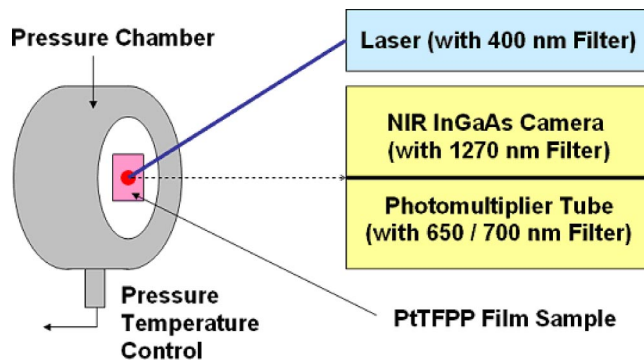 Pressure Chamber
Laser (with 400 nm Filter)
NIR InGaAs Camera
(with 1270 nm Filter)
Photomultiplier Tube
(with 650 / 700 nm Filter)
Pressure
Temperature
Control
PtTFPP Film Sample